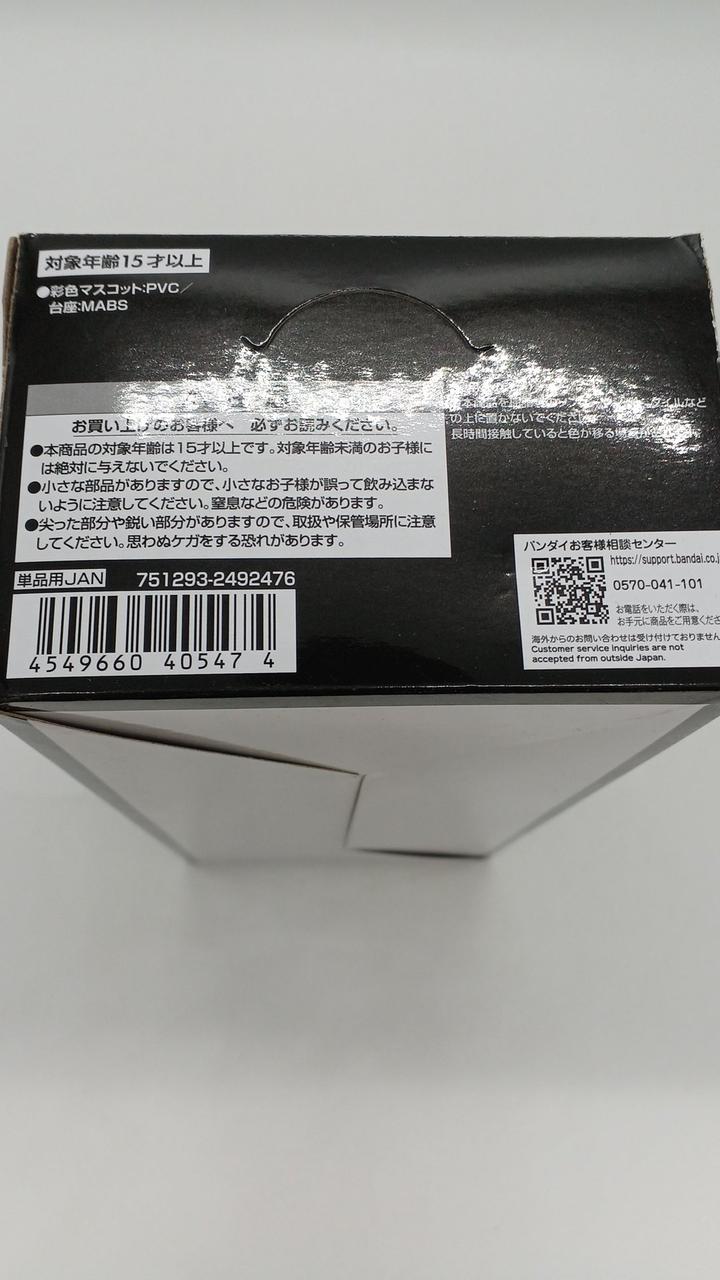 対象年齢15才以上
●彩色マスコット:PVC/
台座:MABS
お買い上げのお客様へ 必ずお読みください。
●本商品の対象年齢は15才以上です。対象年齢未満のお子様に
は絶対に与えないでください。
●小さな部品がありますので、小さなお子様が誤って飲み込まな
いように注意してください。窒息などの危険があります。
●尖った部分や鋭い部分がありますので、取扱や保管場所に注意
してください。思わぬケガをする恐れがあります。
タイルなど
の上に置かないでくださ
長時間接触していると色が移る
単品用JAN 751293-2492476
4549660 405474
バンダイお客様相談センター
https://support.bandai.co.j
0570-041-101
お電話をいただく際は、
お手元に商品をご用意くださ
海外からのお問い合わせは受け付けておりません
Customer service inquiries are not
accepted from outside Japan.